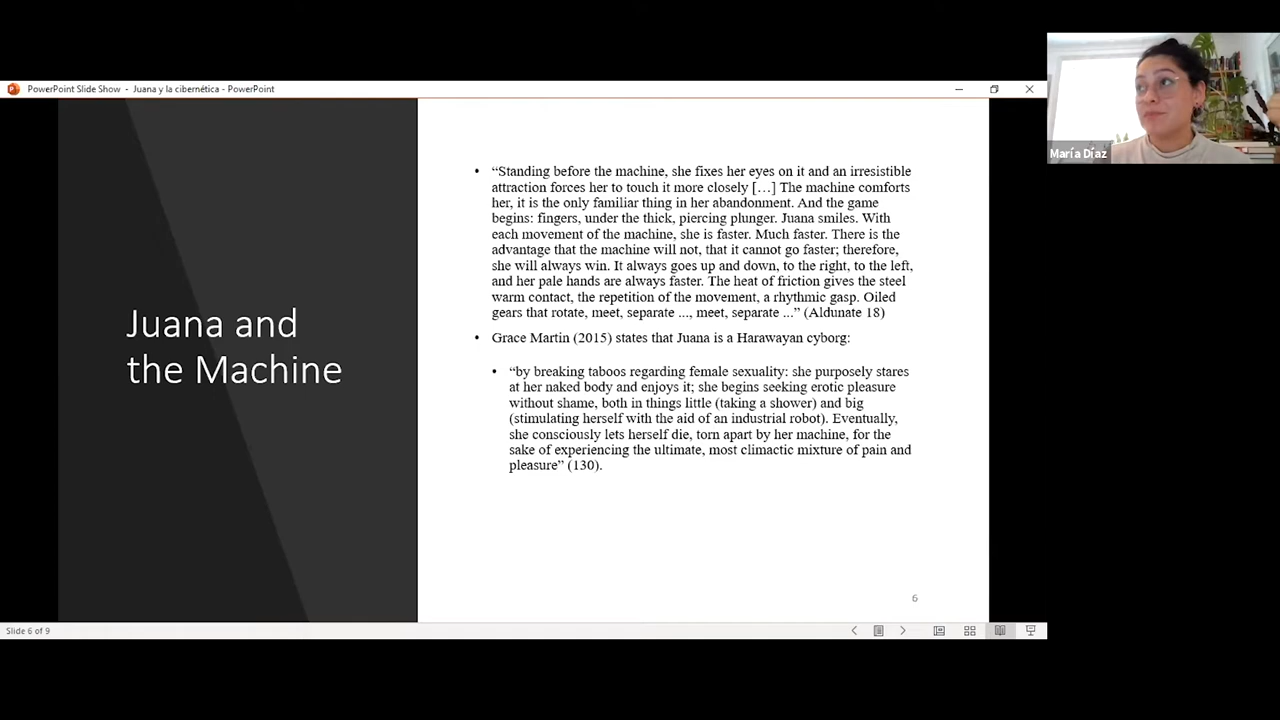 PowerPoint Slide Show - Juana y la cibernética - PowerPoint
María Díaz
Juana and
the Machine
• “Standing before the machine, she fixes her eyes on it and an irresistible
attraction forces her to touch it more closely […] The machine comforts
her, it is the only familiar thing in her abandonment. And the game
begins: fingers, under the thick, piercing plunger. Juana smiles. With
each movement of the machine, she is faster. Much faster. There is the
advantage that the machine will not, that it cannot go faster; therefore,
she will always win. It always goes up and down, to the right, to the left,
and her pale hands are always faster. The heat of friction gives the steel
warm contact, the repetition of the movement, a rhythmic gasp. Oiled
gears that rotate, meet, separate ..., meet, separate ...” (Aldunate 18)
• Grace Martin (2015) states that Juana is a Harawayan cyborg:
• “by breaking taboos regarding female sexuality: she purposely stares
at her naked body and enjoys it; she begins seeking erotic pleasure
without shame, both in things little (taking a shower) and big
(stimulating herself with the aid of an industrial robot). Eventually,
she consciously lets herself die, torn apart by her machine, for the
sake of experiencing the ultimate, most climactic mixture of pain and
pleasure” (130).
6
Slide 6 of 9